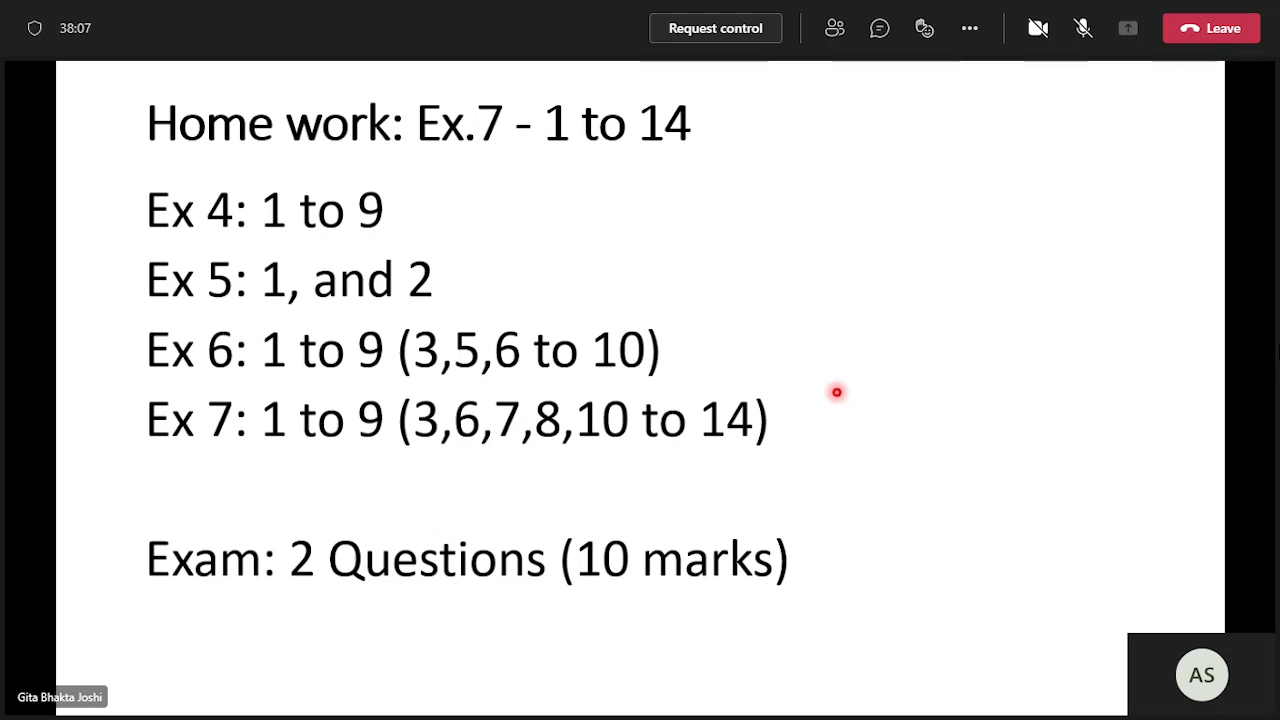 38:07
Request control
Leave
Home work: Ex.7 - 1 to 14
Ex 4: 1 to 9
Ex 5: 1, and 2
Ex 6: 1 to 9 (3,5,6 to 10)
Ex 7: 1 to 9 (3,6,7,8,10 to 14)
Exam: 2 Questions (10 marks)
Gita Bhakta Joshi
AS